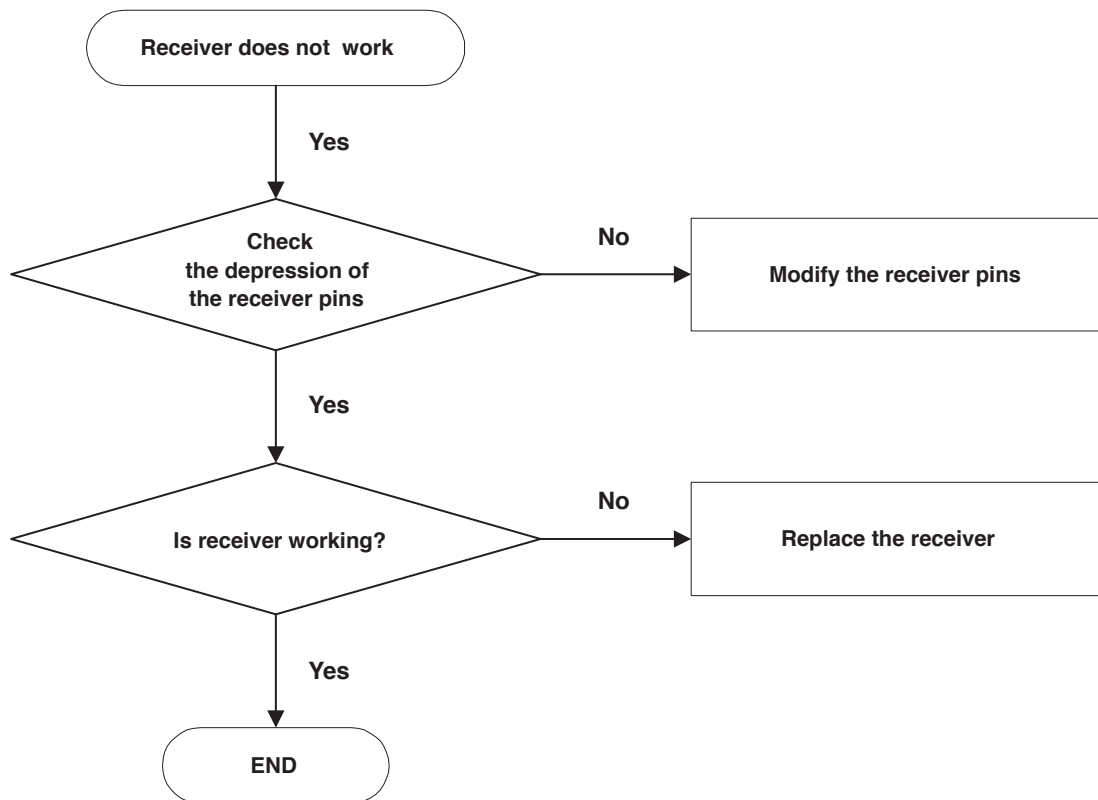 Receiver does not work
Yes
Check
the depression of
the receiver pins
No
Modify the receiver pins
Yes
Is receiver working?
No
Replace the receiver
Yes
END